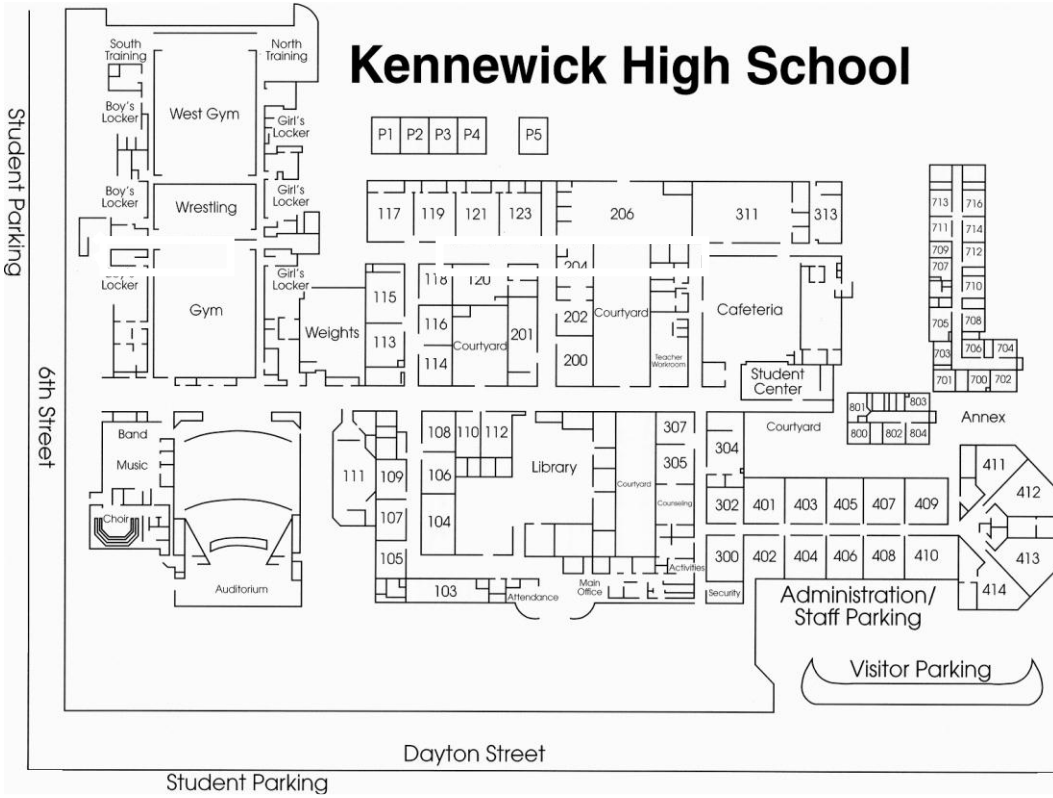 Kennewick High School
South
Training
North
Training
Boy's
Locker
West Gym
Girl's
Locker
P1 P2 P3 P4 P5
Boy's
Locker
Wrestling
Girl's
Locker
117 119 121 123 206 311 313
713 716
711 714
709 712
707
710
705 708
703 706 704
701 700 702
Locker
Gym
Girl's
Locker
Weights
115
113
118 120
116
114
Courtyard
201
204
202
200
Courtyard
Teacher
Workroom
Cafeteria
Student
Center
801 803
800 802 804
Annex
Courtyard
Band
Music
Choir
Auditorium
111
109
107
105
103
108 110 112
106
104
Library
Courtyard
307
305
Counseling
Activities
Attendance
Main
Office
304
302
300
Security
401 403 405 407 409
402 404 406 408 410
411
412
413
414
Administration/
Staff Parking
Visitor Parking
Student Parking
6th Street
Dayton Street
Student Parking